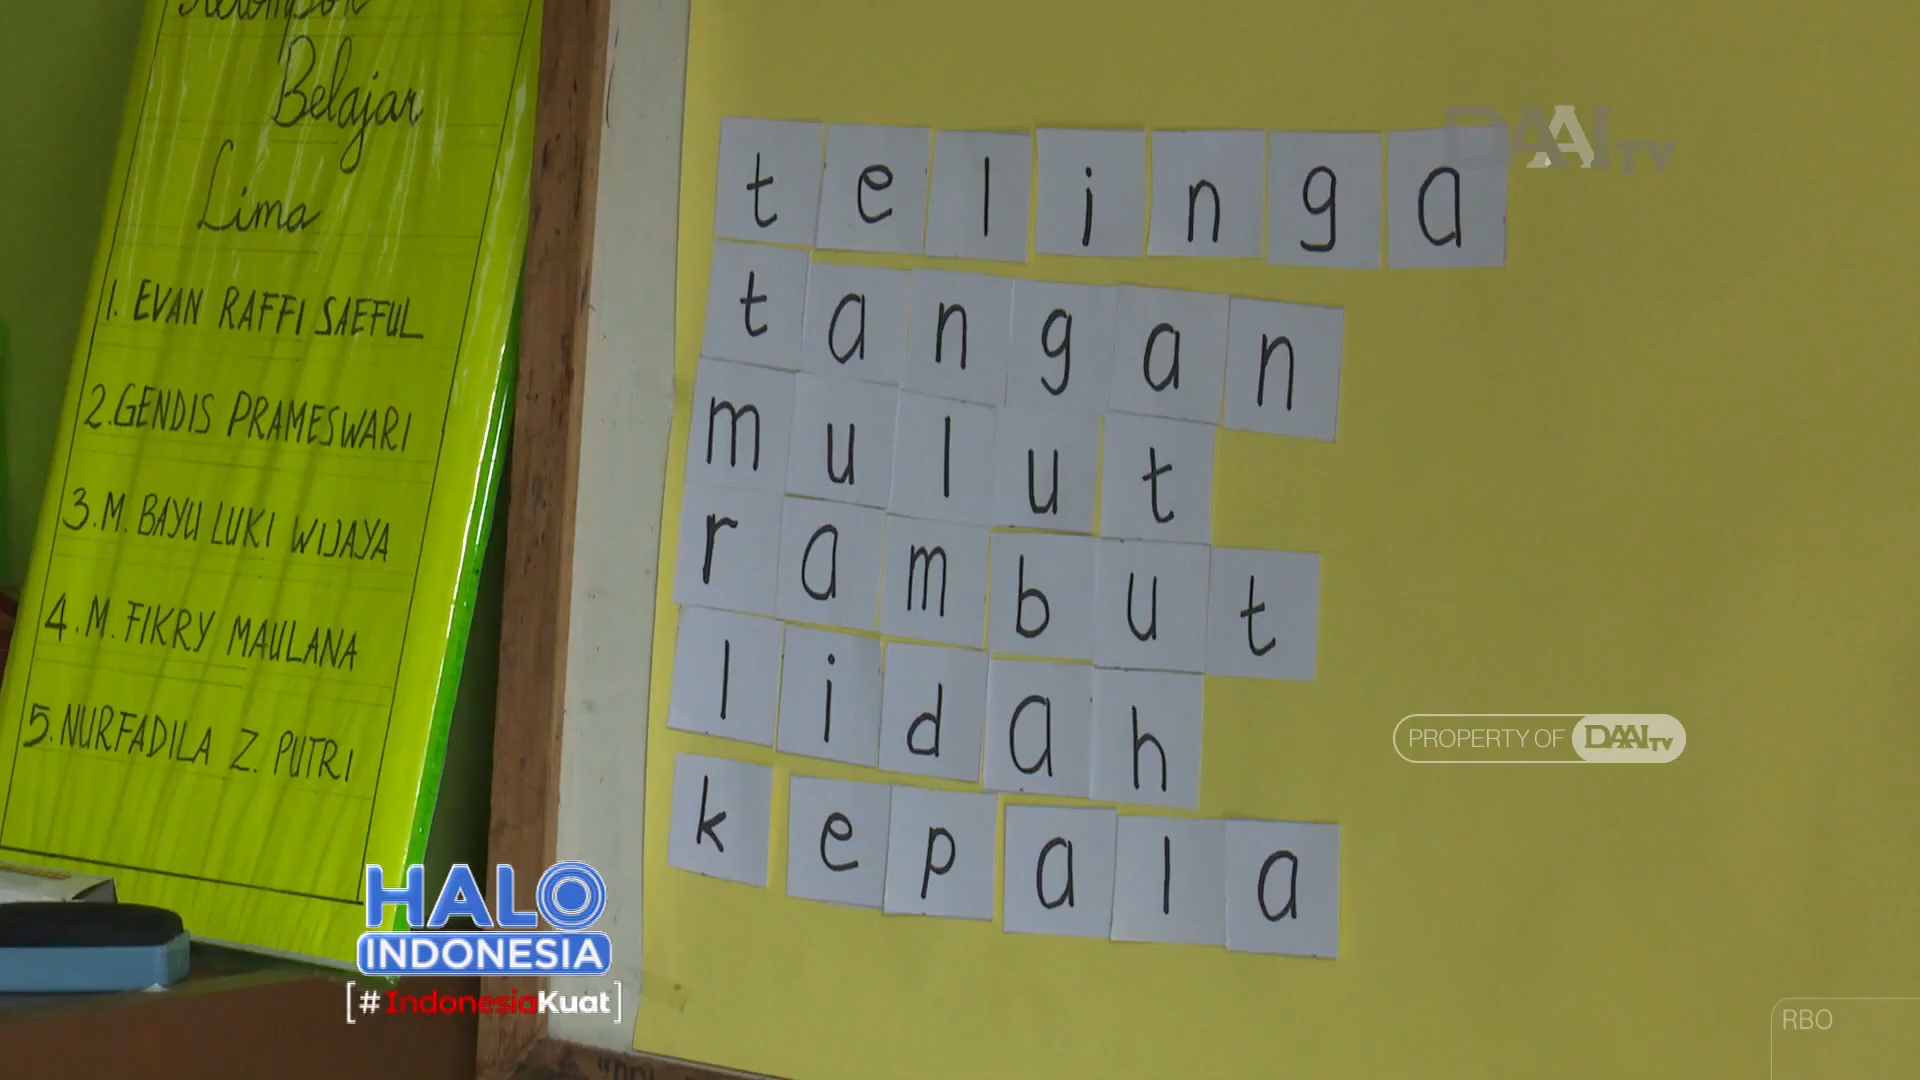 Kelompok
Belajar
Lima
1. EVAN RAFFI SAEFUL
2. GENDIS PRAMESWARI
3. M. BAYU LUKI WIJAYA
4. M. FIKRY MAULANA
5. NURFADILA Z. PUTRI
telinga
tangan
mulut
rambut
lidah
kepala
DAAI TV
PROPERTY OF DAAI TV
HALO
INDONESIA
[#IndonesiaKuat]
RBO